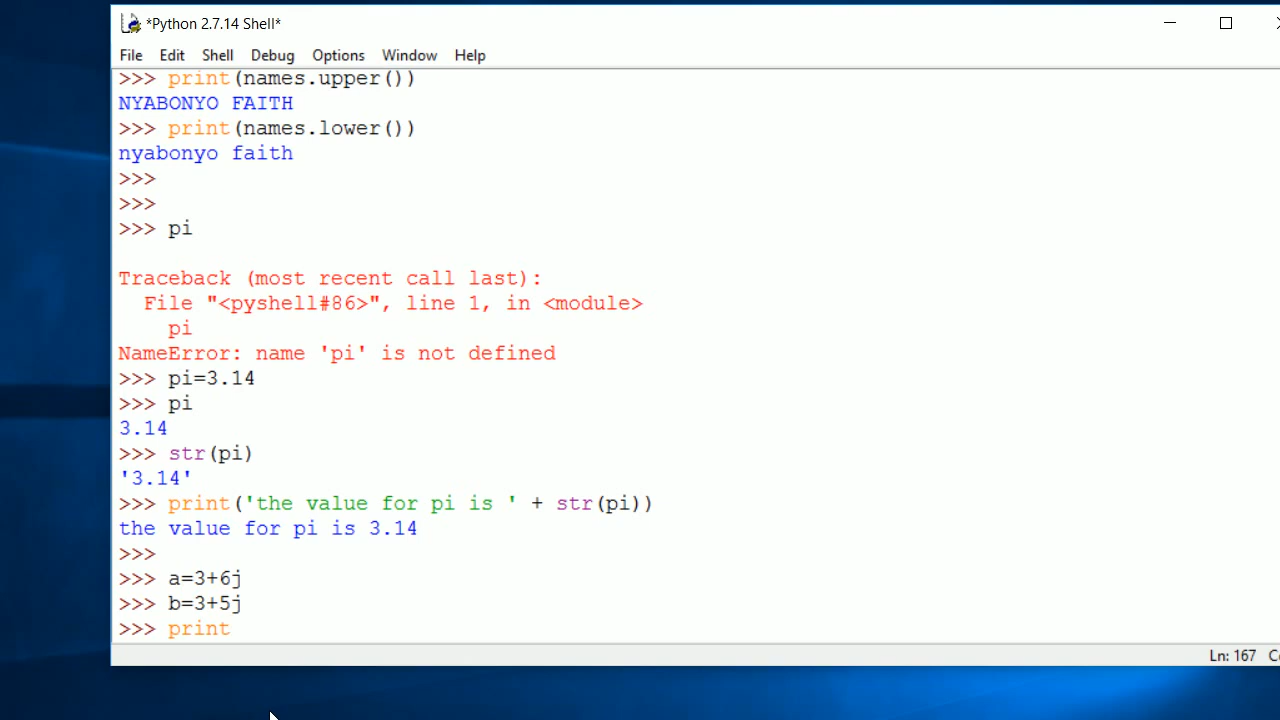 *Python 2.7.14 Shell*
File Edit Shell Debug Options Window Help
>>> print(names.upper())
NYABONYO FAITH
>>> print(names.lower())
nyabonyo faith
>>>
>>>
>>> pi
Traceback (most recent call last):
  File "<pyshell#86>", line 1, in <module>
    pi
NameError: name 'pi' is not defined
>>> pi=3.14
>>> pi
3.14
>>> str(pi)
'3.14'
>>> print('the value for pi is ' + str(pi))
the value for pi is 3.14
>>>
>>> a=3+6j
>>> b=3+5j
>>> print
Ln: 167